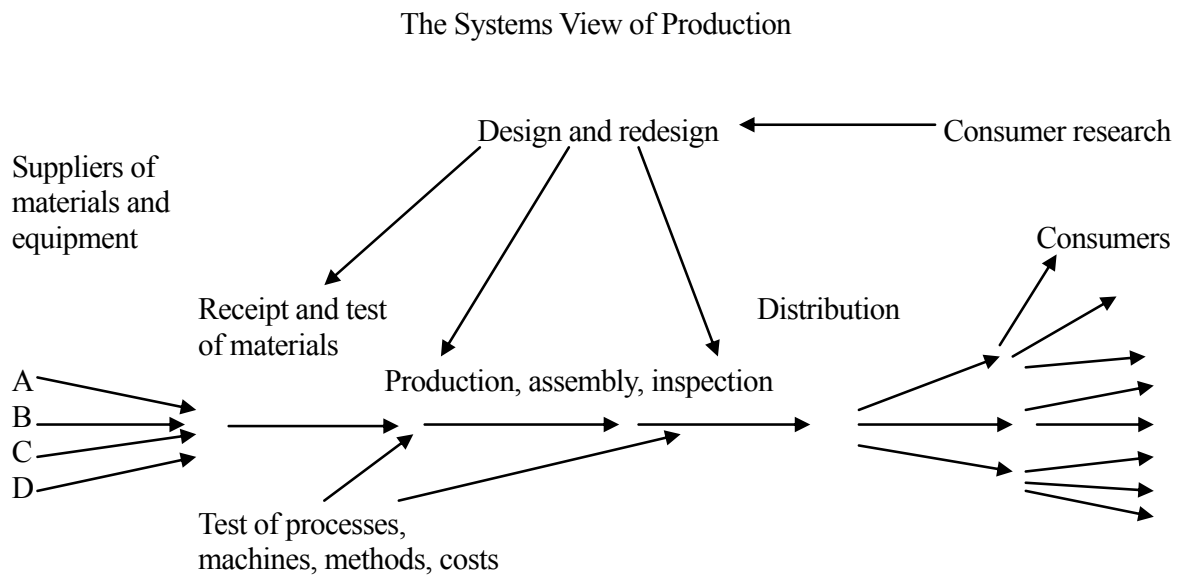 The Systems View of Production
Design and redesign
Consumer research
Suppliers of
materials and
equipment
Consumers
Receipt and test
of materials
Distribution
Production, assembly, inspection
A
B
C
D
Test of processes,
machines, methods, costs